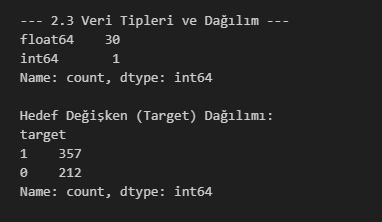 --- 2.3 Veri Tipleri ve Dağılım ---
float64    30
int64       1
Name: count, dtype: int64

Hedef Değişken (Target) Dağılımı:
target
1    357
0    212
Name: count, dtype: int64